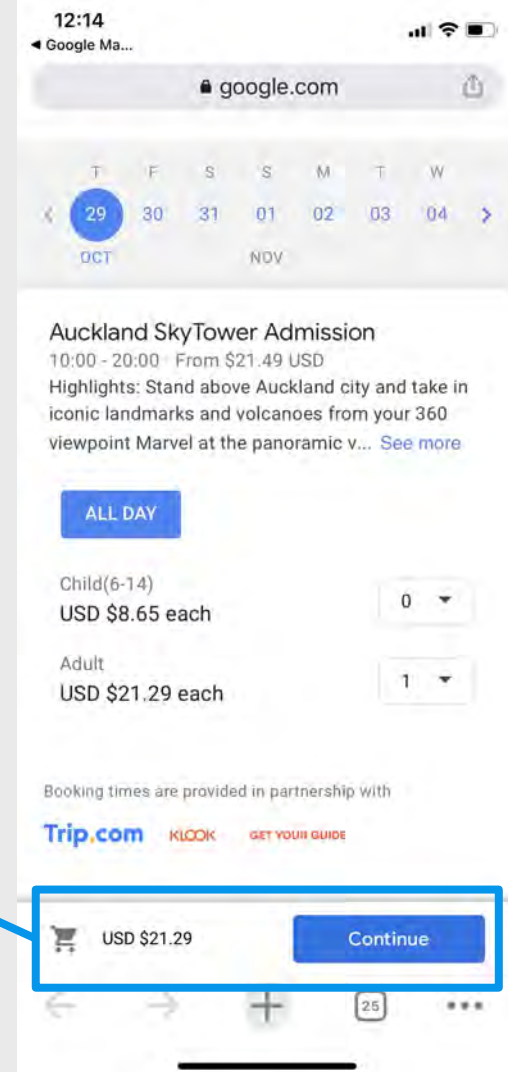 12:14
◀ Google Ma...
google.com
T F S S M T W
< 29 30 31 01 02 03 04 >
OCT NOV
Auckland SkyTower Admission
10:00 - 20:00 · From $21.49 USD
Highlights: Stand above Auckland city and take in
iconic landmarks and volcanoes from your 360
viewpoint Marvel at the panoramic v... See more
ALL DAY
Child(6-14)
USD $8.65 each
0
Adult
USD $21.29 each
1
Booking times are provided in partnership with
Trip.com KLOOK GET YOUR GUIDE
USD $21.29 Continue
25